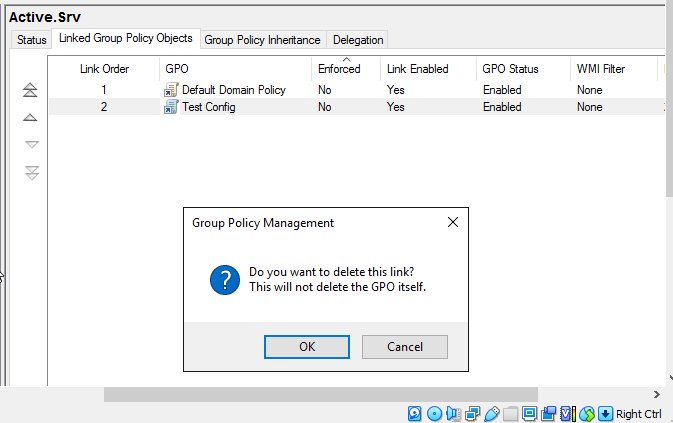 Active.Srv
Status Linked Group Policy Objects Group Policy Inheritance Delegation
Link Order GPO Enforced Link Enabled GPO Status WMI Filter
1 Default Domain Policy No Yes Enabled None
2 Test Config No Yes Enabled None
Group Policy Management
Do you want to delete this link?
This will not delete the GPO itself.
OK Cancel
Right Ctrl